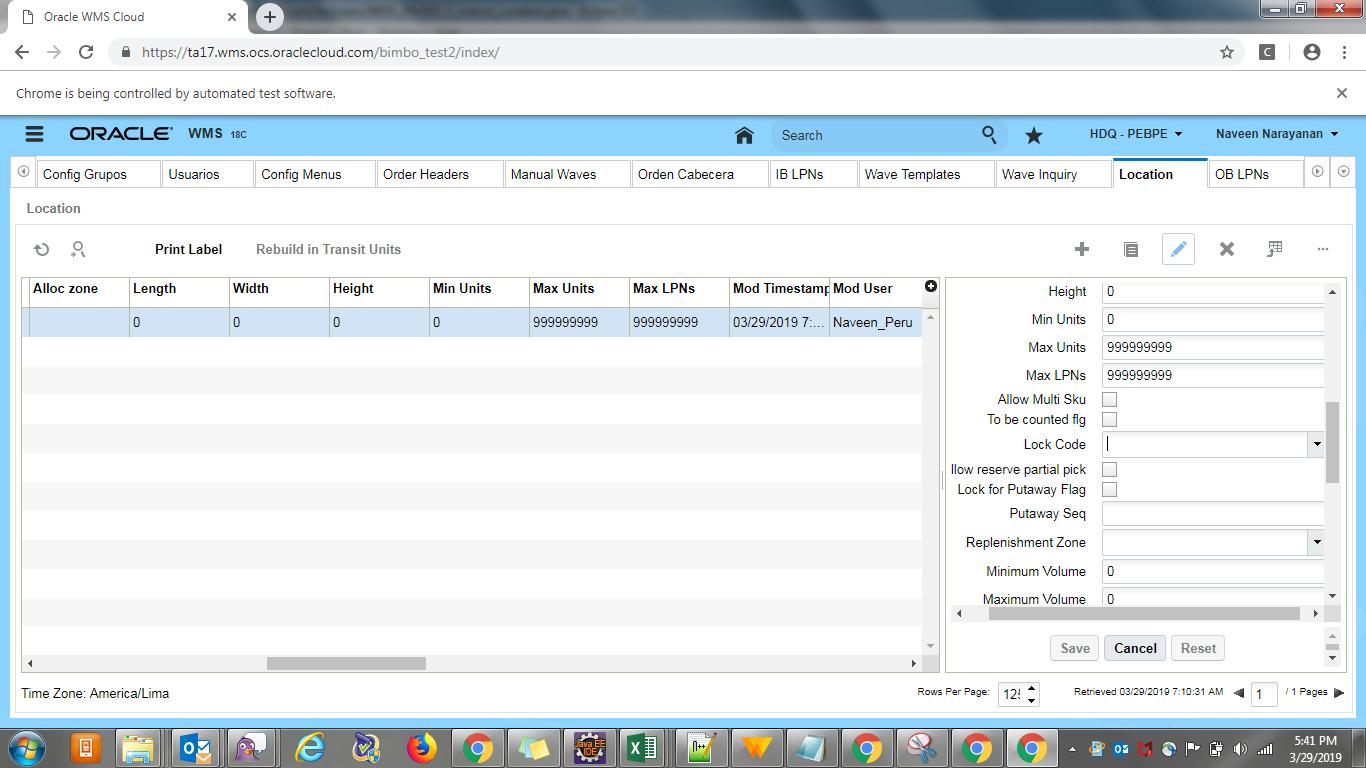 Oracle WMS Cloud
https://ta17.wms.ocs.oraclecloud.com/bimbo_test2/index/
C
Chrome is being controlled by automated test software.
ORACLE WMS 18C
Search
HDQ - PEBPE
Naveen Narayanan
Config Grupos
Usuarios
Config Menus
Order Headers
Manual Waves
Orden Cabecera
IB LPNs
Wave Templates
Wave Inquiry
Location
OB LPNs
Location
Print Label
Rebuild in Transit Units
Alloc zone Length Width Height Min Units Max Units Max LPNs Mod Timestamp Mod User
0 0 0 0 999999999 999999999 03/29/2019 7:... Naveen_Peru
Height 0
Min Units 0
Max Units 999999999
Max LPNs 999999999
Allow Multi Sku
To be counted flg
Lock Code
llow reserve partial pick
Lock for Putaway Flag
Putaway Seq
Replenishment Zone
Minimum Volume 0
Maximum Volume 0
Save Cancel Reset
Time Zone: America/Lima
Rows Per Page: 12
Retrieved 03/29/2019 7:10:31 AM
1 / 1 Pages
Java EE
IDE
5:41 PM
3/29/2019